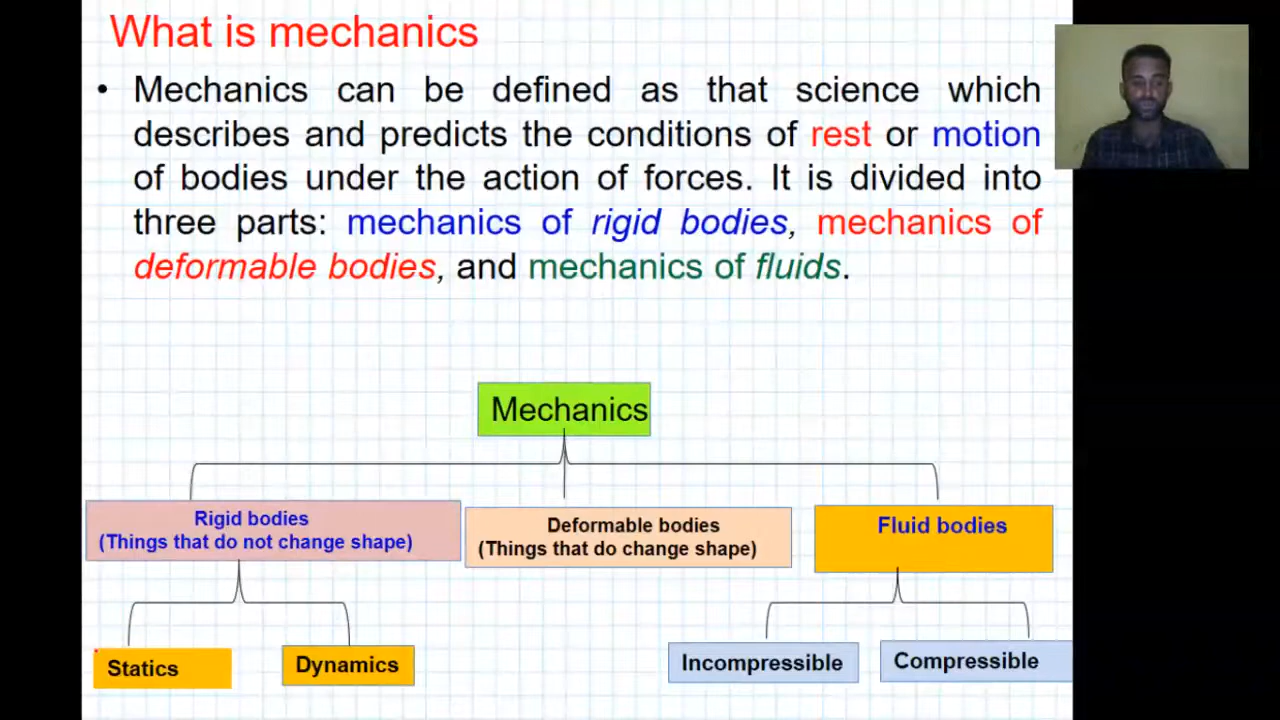 What is mechanics
• Mechanics can be defined as that science which
describes and predicts the conditions of rest or motion
of bodies under the action of forces. It is divided into
three parts: mechanics of rigid bodies, mechanics of
deformable bodies, and mechanics of fluids.
Mechanics
Rigid bodies
(Things that do not change shape)
Deformable bodies
(Things that do change shape)
Fluid bodies
Statics
Dynamics
Incompressible
Compressible